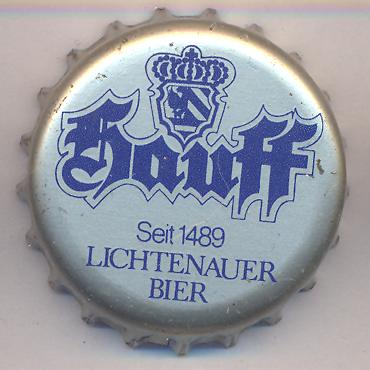 Hauff
Seit 1489
LICHTENAUER
BIER